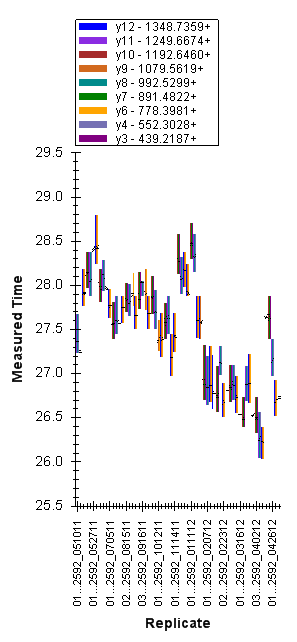 y12 - 1348.7359+
y11 - 1249.6674+
y10 - 1192.6460+
y9 - 1079.5619+
y8 - 992.5299+
y7 - 891.4822+
y6 - 778.3981+
y4 - 552.3028+
y3 - 439.2187+
29.5
29.0
28.5
28.0
27.5
27.0
26.5
26.0
25.5
Measured Time
01...2592_051011
01...2592_052711
01...2592_070511
02...2592_081511
03...2592_091611
01...2592_101211
01...2592_111411
01...2592_011112
01...2592_020712
02...2592_022312
01...2592_031612
03...2592_040212
01...2592_042612
Replicate